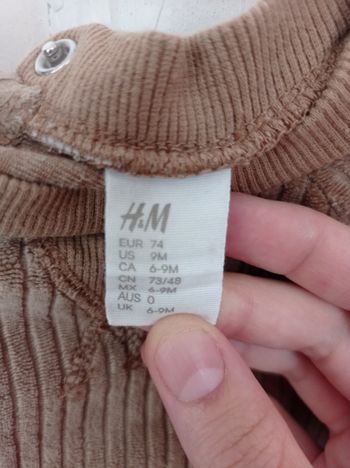 H&M
EUR 74
US 9M
CA 6-9M
CN 73/48
MX 6-9M
AUS 0
UK 6-9M